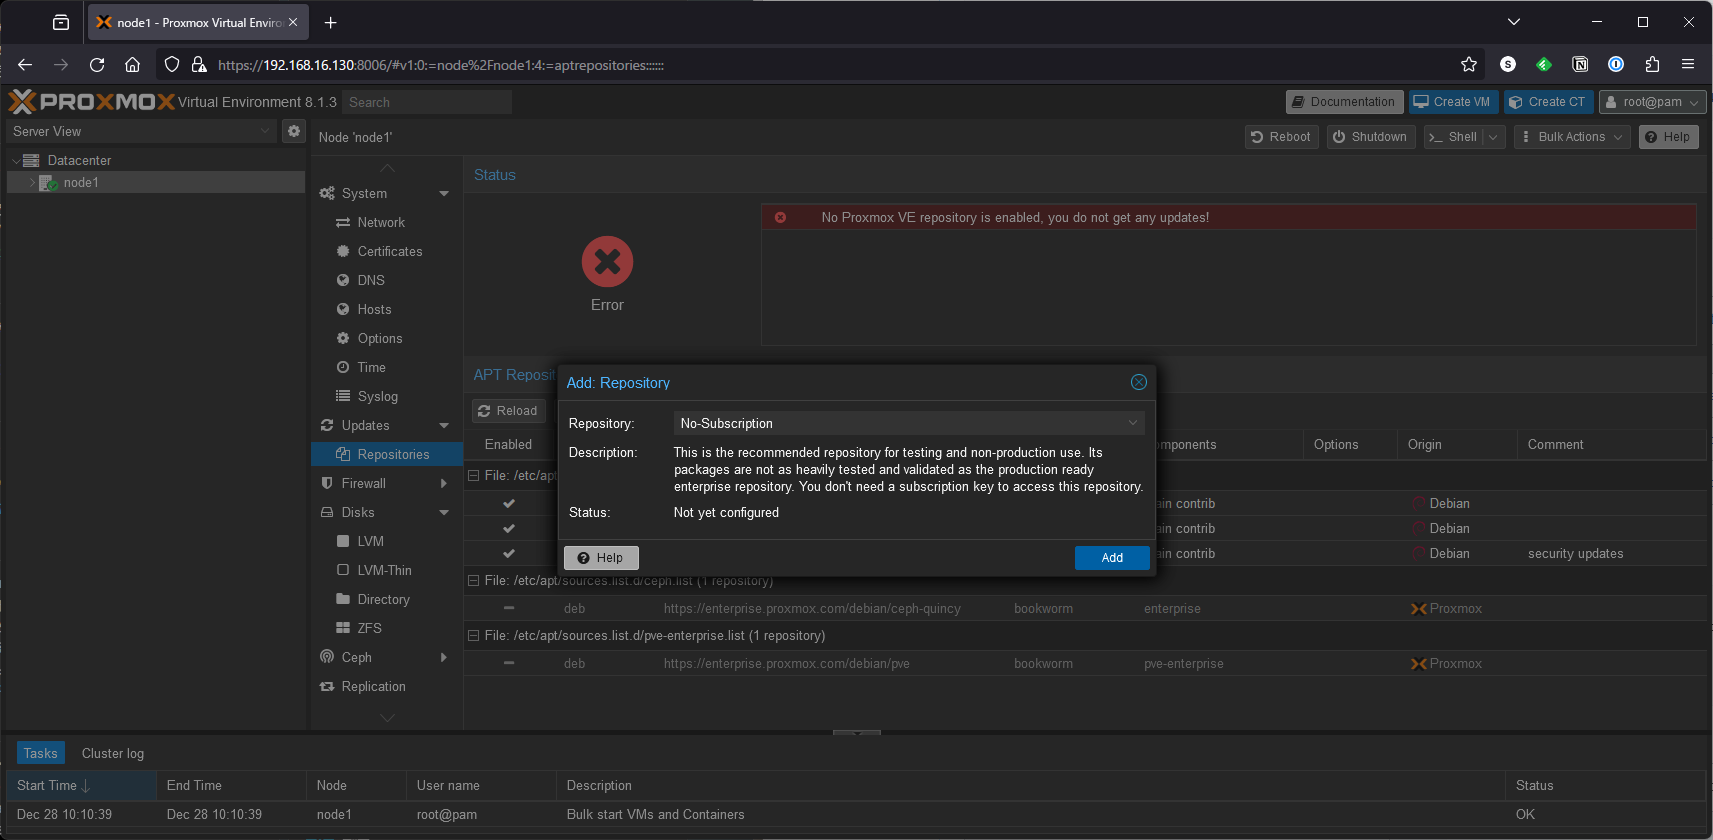 node1 - Proxmox Virtual Enviro
https://192.168.16.130:8006/#v1:0:=node%2Fnode1:4:=aptrepositories::::::
PROXMOX Virtual Environment 8.1.3 Search Documentation Create VM Create CT root@pam
Server View
Node 'node1' Reboot Shutdown Shell Bulk Actions Help
Datacenter
node1
System
Network
Certificates
DNS
Hosts
Options
Time
Syslog
Updates
Repositories
Firewall
Disks
LVM
LVM-Thin
Directory
ZFS
Ceph
Replication
Status
No Proxmox VE repository is enabled, you do not get any updates!
Error
APT Reposit
Reload
Enabled omponents Options Origin Comment
File: /etc/apt
ain contrib Debian
ain contrib Debian
ain contrib Debian security updates
File: /etc/apt/sources.list.d/ceph.list (1 repository)
deb https://enterprise.proxmox.com/debian/ceph-quincy bookworm enterprise Proxmox
File: /etc/apt/sources.list.d/pve-enterprise.list (1 repository)
deb https://enterprise.proxmox.com/debian/pve bookworm pve-enterprise Proxmox
Add: Repository
Repository: No-Subscription
Description: This is the recommended repository for testing and non-production use. Its
packages are not as heavily tested and validated as the production ready
enterprise repository. You don't need a subscription key to access this repository.
Status: Not yet configured
Help Add
Tasks Cluster log
Start Time End Time Node User name Description Status
Dec 28 10:10:39 Dec 28 10:10:39 node1 root@pam Bulk start VMs and Containers OK